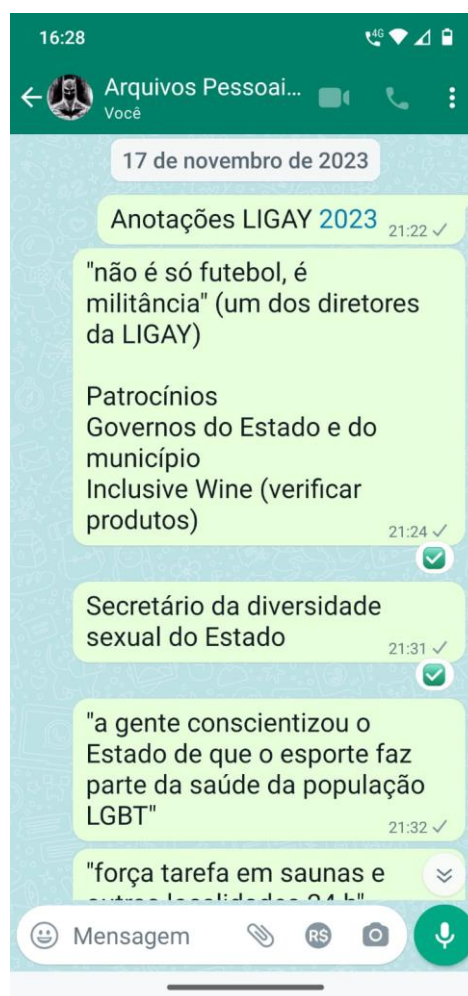 16:28
4G
Arquivos Pessoai...
Você
17 de novembro de 2023
Anotações LIGAY 2023
21:22
"não é só futebol, é
militância" (um dos diretores
da LIGAY)
Patrocínios
Governos do Estado e do
município
Inclusive Wine (verificar
produtos)
21:24
Secretário da diversidade
sexual do Estado
21:31
"a gente conscientizou o
Estado de que o esporte faz
parte da saúde da população
LGBT"
21:32
"força tarefa em saunas e
Mensagem
R$